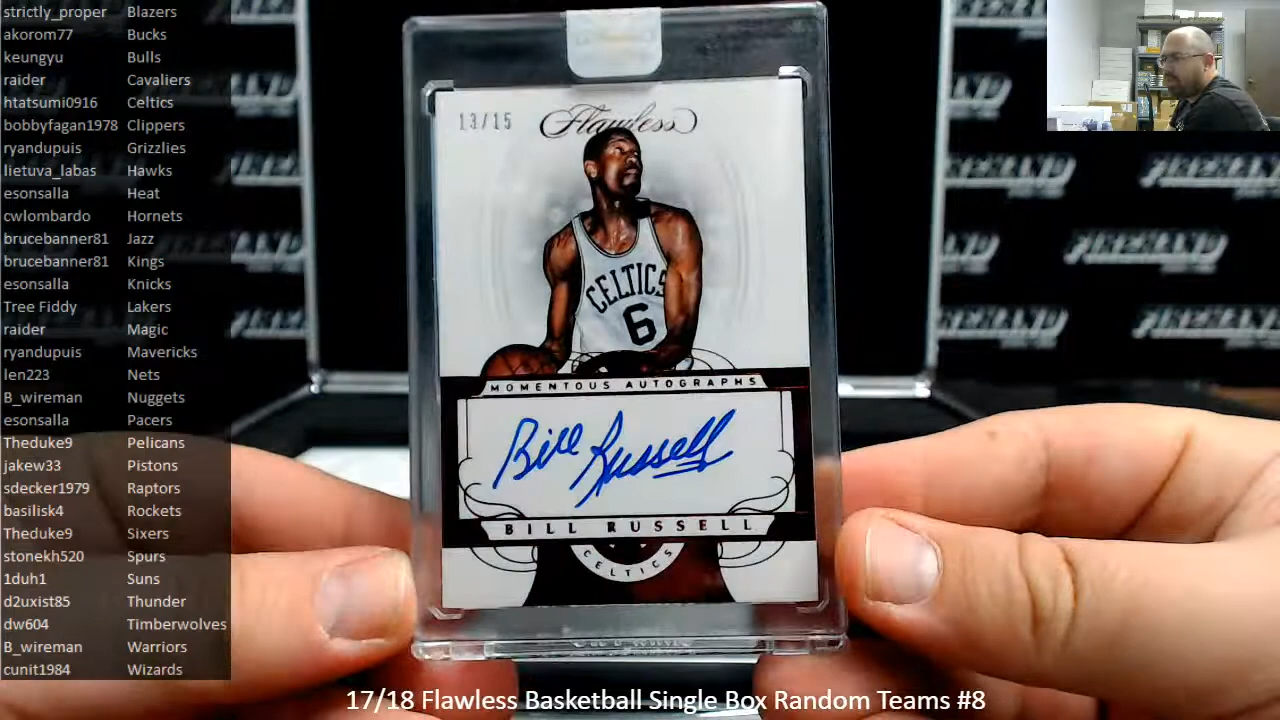 strictly_proper Blazers
akorom77 Bucks
keungyu Bulls
raider Cavaliers
htatsumi0916 Celtics
bobbyfagan1978 Clippers
ryandupuis Grizzlies
lietuva_labas Hawks
esonsalla Heat
cwlombardo Hornets
brucebanner81 Jazz
brucebanner81 Kings
esonsalla Knicks
Tree Fiddy Lakers
raider Magic
ryandupuis Mavericks
len223 Nets
B_wireman Nuggets
esonsalla Pacers
Theduke9 Pelicans
jakew33 Pistons
sdecker1979 Raptors
basilisk4 Rockets
Theduke9 Sixers
stonekh520 Spurs
1duh1 Suns
d2uxist85 Thunder
dw604 Timberwolves
B_wireman Warriors
cunit1984 Wizards
13/15
Flawless
CELTICS
6
MOMENTOUS AUTOGRAPHS
Bill Russell
BILL RUSSELL
CELTICS
FIREHAND
FIREHAND
FIREHAND
FIREHAND
17/18 Flawless Basketball Single Box Random Teams #8